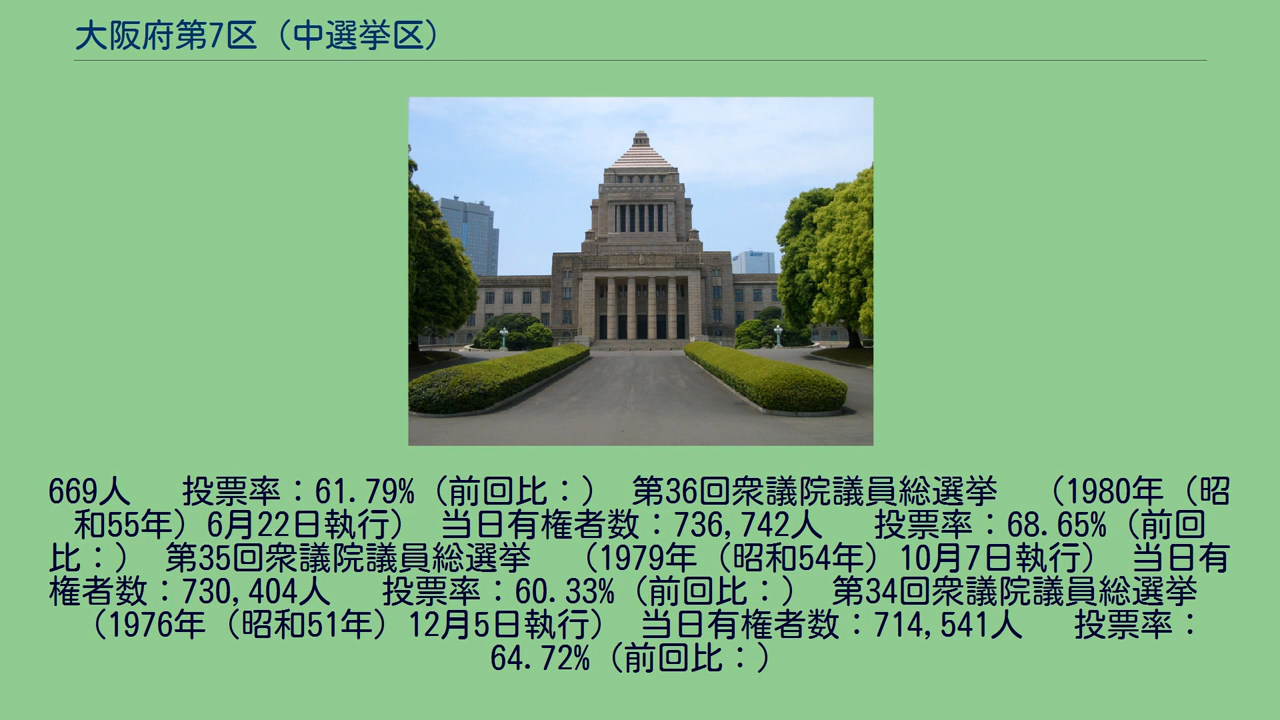 大阪府第7区（中選挙区）
669人　投票率：61.79%（前回比：）　第36回衆議院議員総選挙　（1980年（昭
和55年）6月22日執行）　当日有権者数：736,742人　投票率：68.65%（前回
比：）　第35回衆議院議員総選挙　（1979年（昭和54年）10月7日執行）　当日有
権者数：730,404人　投票率：60.33%（前回比：）　第34回衆議院議員総選挙
（1976年（昭和51年）12月5日執行）　当日有権者数：714,541人　投票率：
64.72%（前回比：）